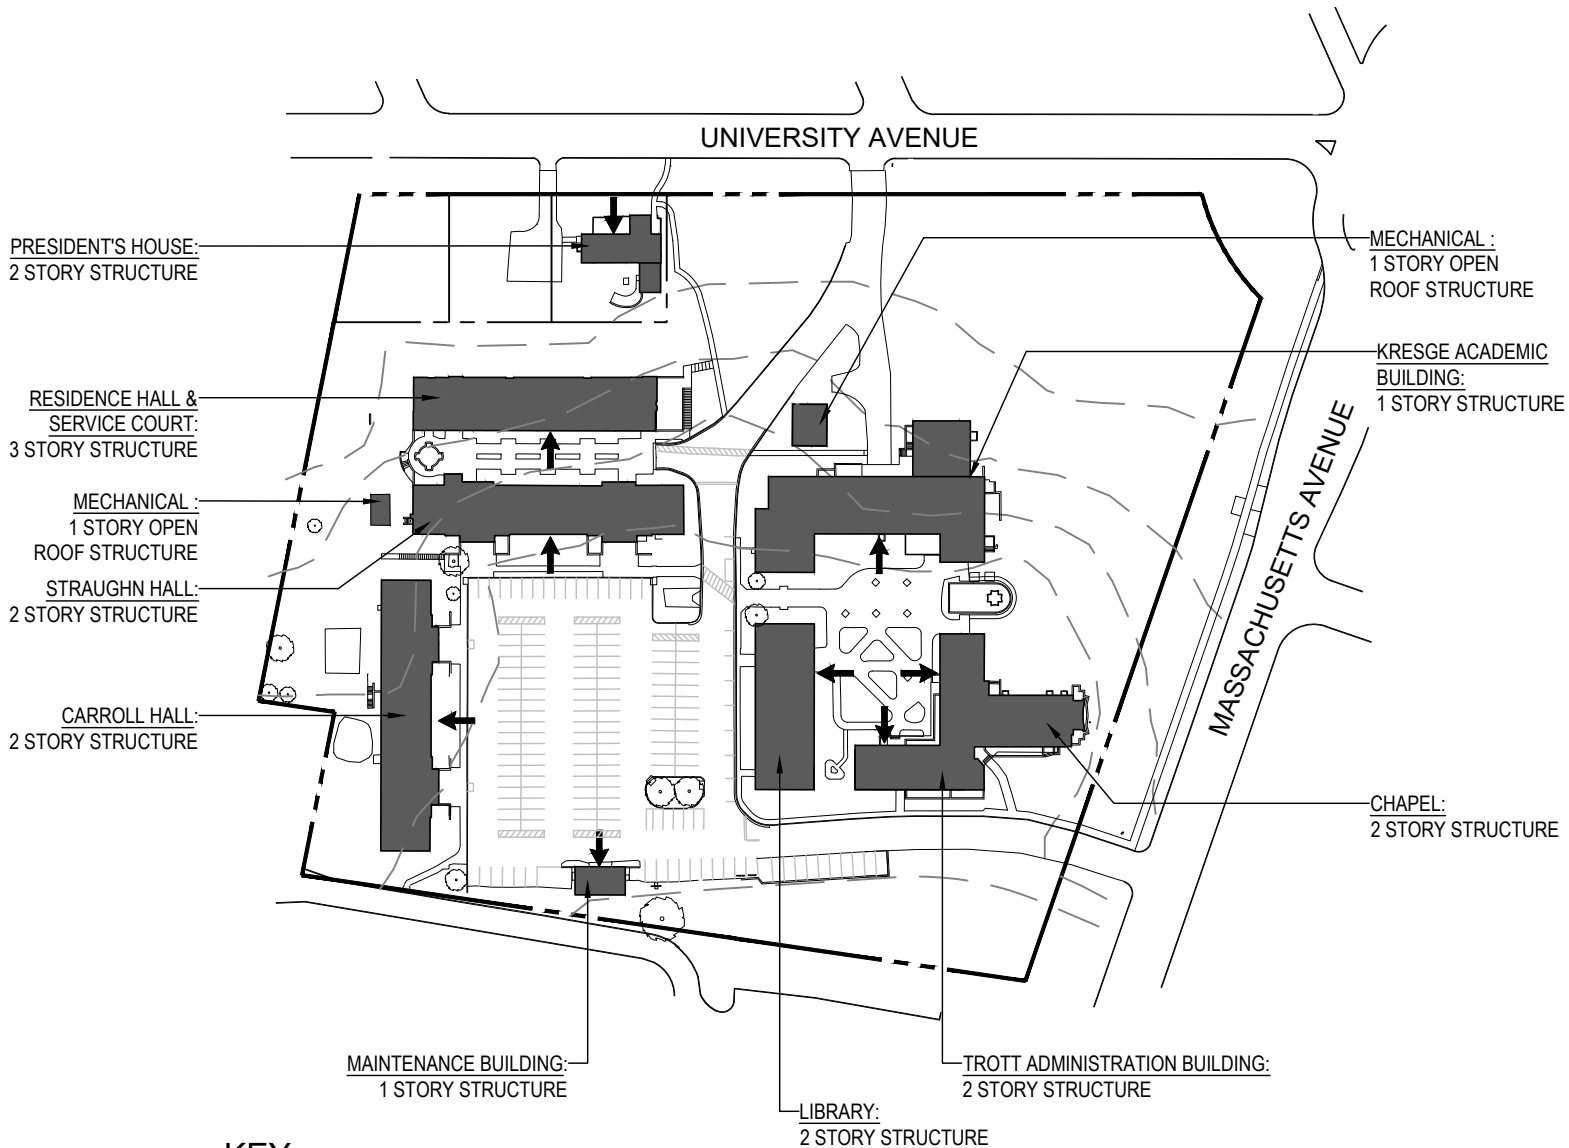 UNIVERSITY AVENUE
PRESIDENT'S HOUSE:
2 STORY STRUCTURE
MECHANICAL :
1 STORY OPEN
ROOF STRUCTURE
KRESGE ACADEMIC
BUILDING:
1 STORY STRUCTURE
RESIDENCE HALL &
SERVICE COURT:
3 STORY STRUCTURE
MECHANICAL :
1 STORY OPEN
ROOF STRUCTURE
STRAUGHN HALL:
2 STORY STRUCTURE
MASSACHUSETTS AVENUE
CARROLL HALL:
2 STORY STRUCTURE
CHAPEL:
2 STORY STRUCTURE
MAINTENANCE BUILDING:
1 STORY STRUCTURE
TROTT ADMINISTRATION BUILDING:
2 STORY STRUCTURE
LIBRARY:
2 STORY STRUCTURE
KEY